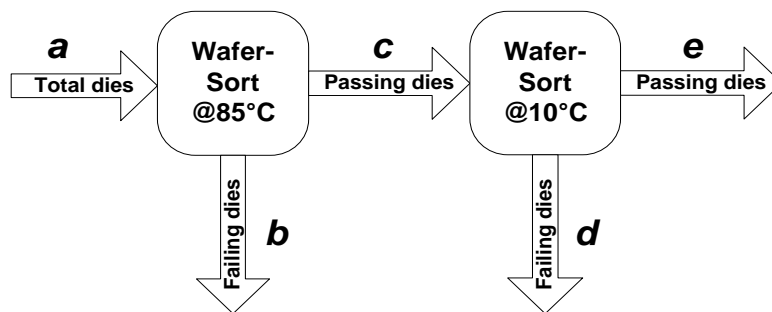 a
Total dies
Wafer-
Sort
@85°C
c
Passing dies
Wafer-
Sort
@10°C
e
Passing dies
Failing dies
b
Failing dies
d